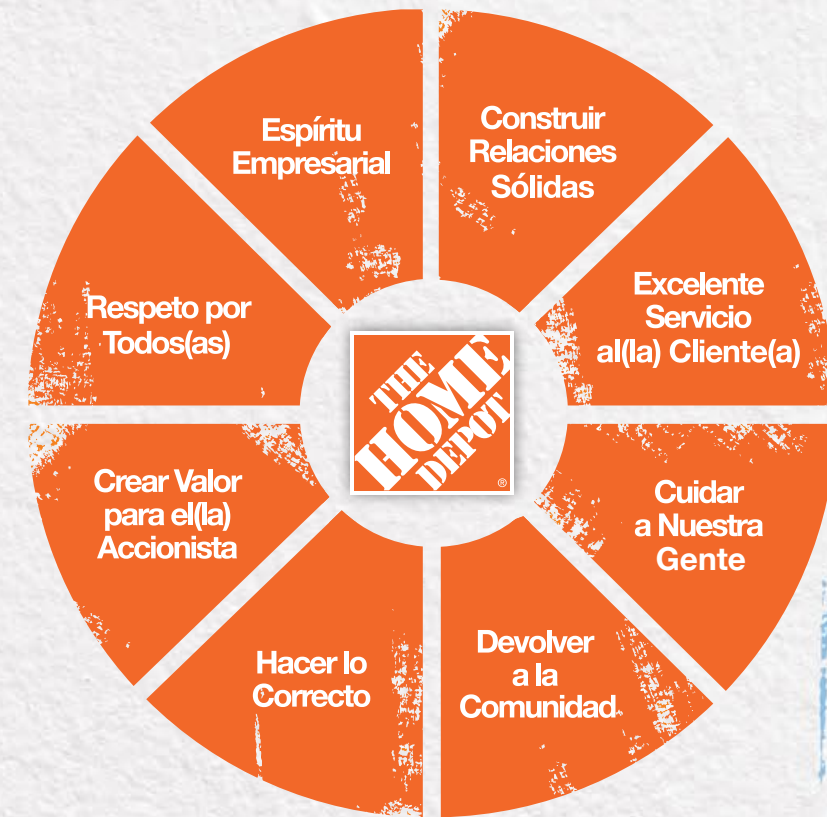 Espíritu
Empresarial
Construir
Relaciones
Sólidas
Excelente
Servicio
al(la) Cliente(a)
Cuidar
a Nuestra
Gente
Devolver
a la
Comunidad
Hacer lo
Correcto
Crear Valor
para el(la)
Accionista
Respeto por
Todos(as)
THE
HOME
DEPOT
®